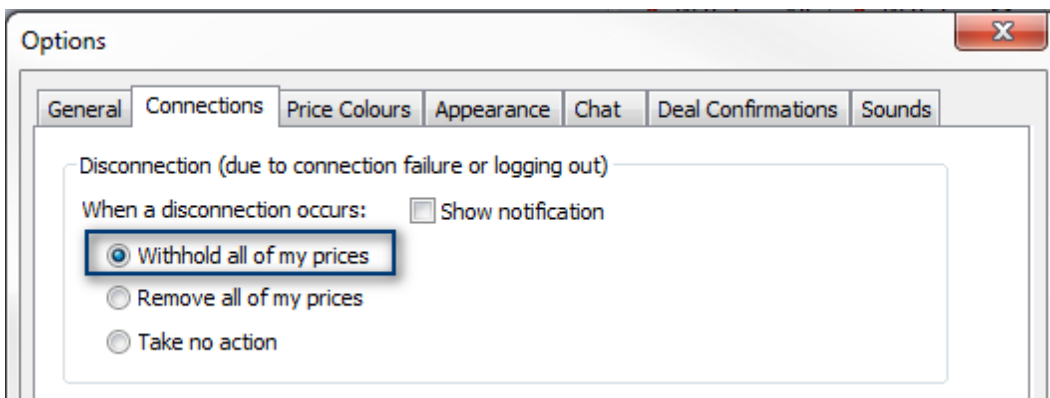 Options
General Connections Price Colours Appearance Chat Deal Confirmations Sounds
Disconnection (due to connection failure or logging out)
When a disconnection occurs: Show notification
Withhold all of my prices
Remove all of my prices
Take no action